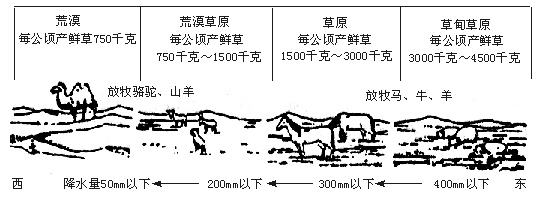 荒漠
每公顷产鲜草750千克
荒漠草原
每公顷产鲜草
750千克～1500千克
草原
每公顷产鲜草
1500千克～3000千克
草甸草原
每公顷产鲜草
3000千克～4500千克
放牧骆驼、山羊
放牧马、牛、羊
西 降水量50mm以下 200mm以下 300mm以下 400mm以下 东